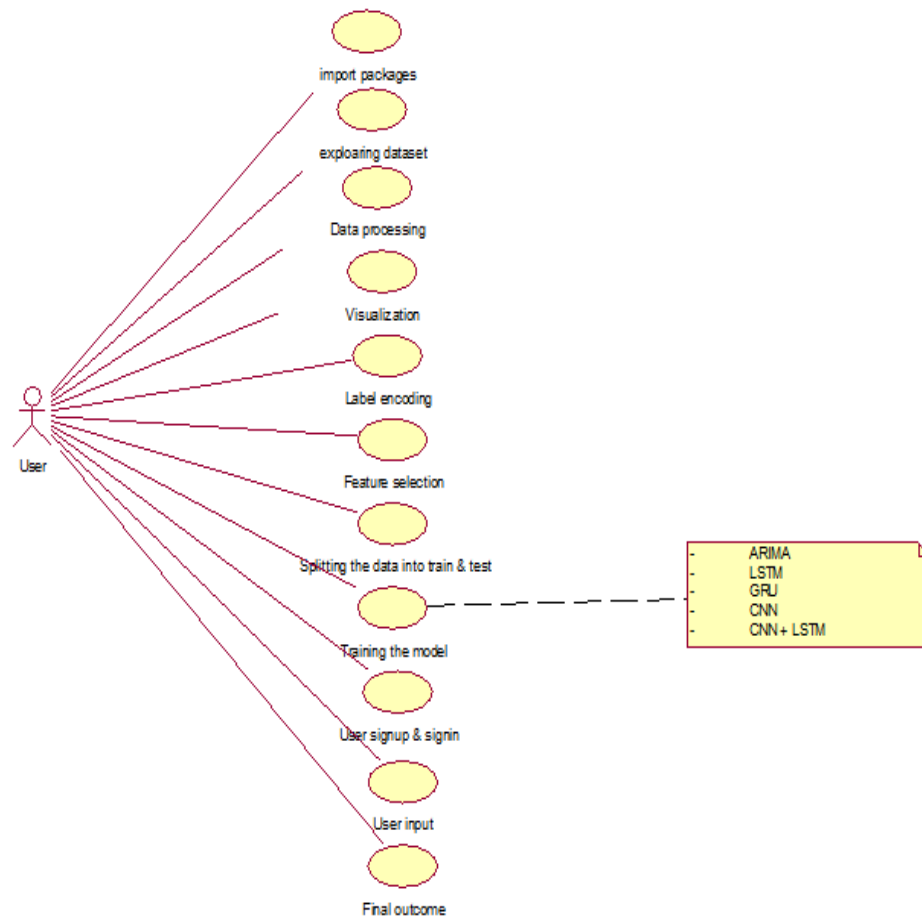 import packages
exploaring dataset
Data processing
Visualization
Label encoding
User
Feature selection
Splitting the data into train & test
- ARIMA
- LSTM
- GRU
- CNN
- CNN + LSTM
Training the model
User signup & signin
User input
Final outcome